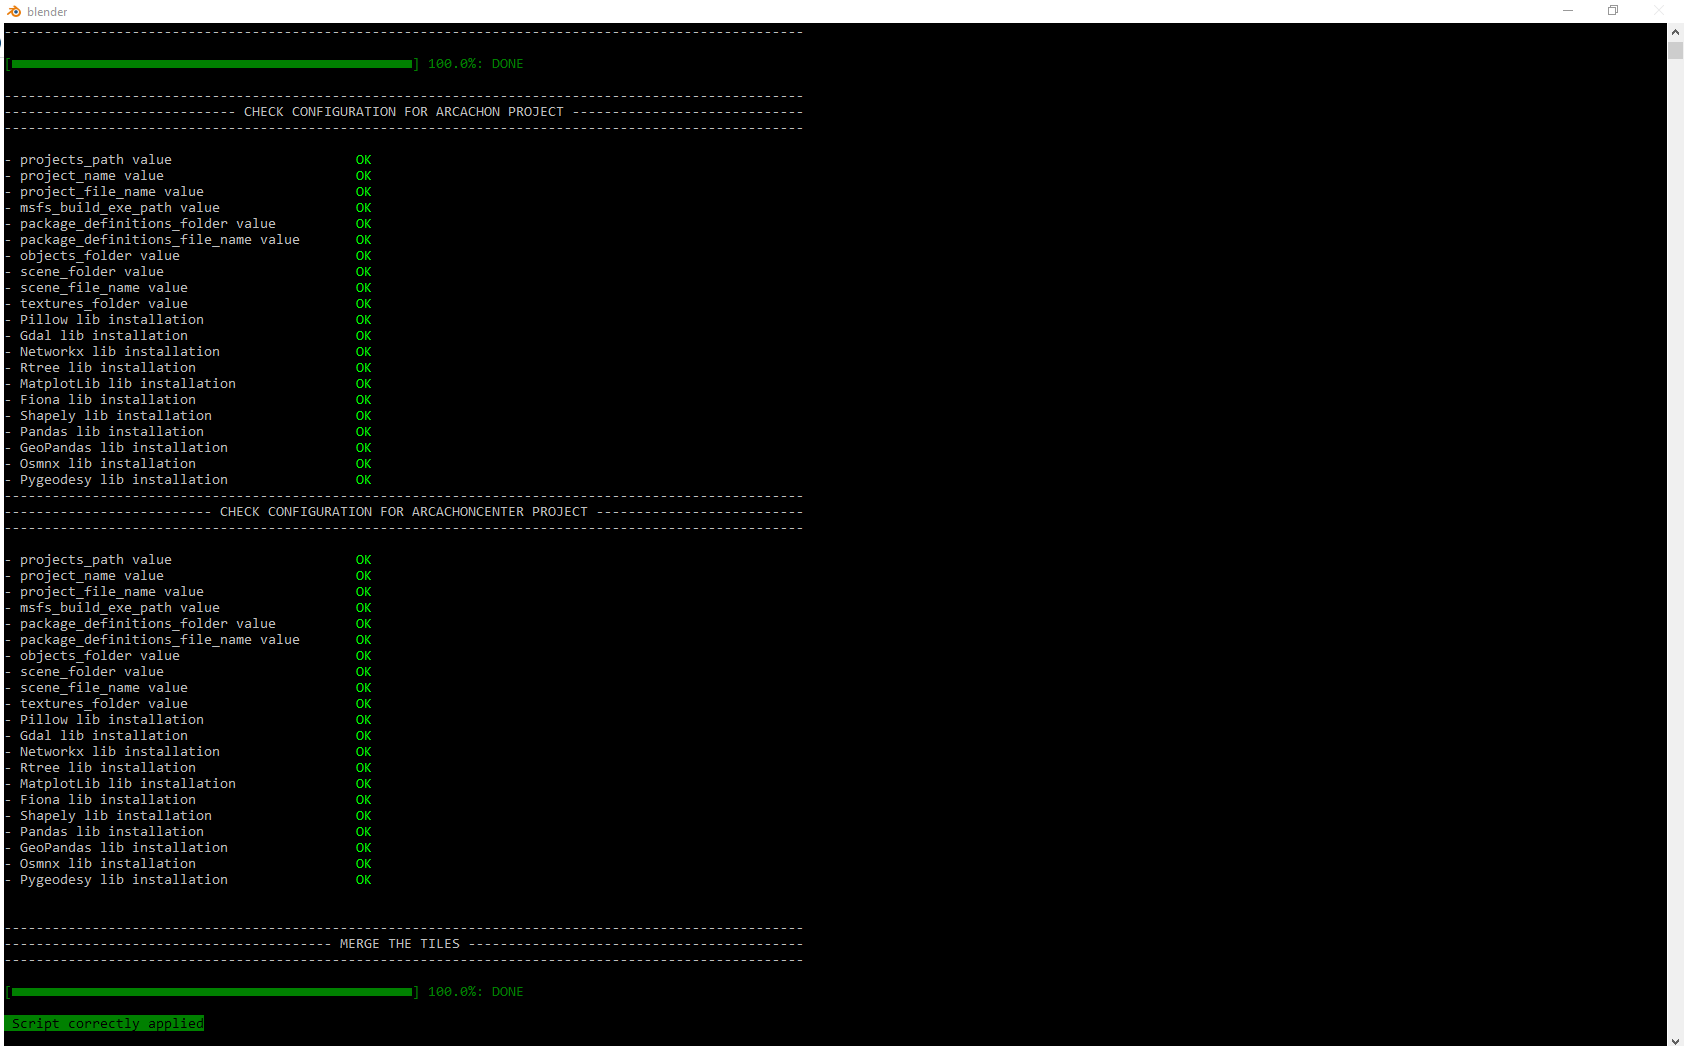 blender
----------------------------------------------------------------------------------------------------
[] 100.0%: DONE
----------------------------------------------------------------------------------------------------
----------------------------- CHECK CONFIGURATION FOR ARCACHON PROJECT -----------------------------
----------------------------------------------------------------------------------------------------
- projects_path value OK
- project_name value OK
- project_file_name value OK
- msfs_build_exe_path value OK
- package_definitions_folder value OK
- package_definitions_file_name value OK
- objects_folder value OK
- scene_folder value OK
- scene_file_name value OK
- textures_folder value OK
- Pillow lib installation OK
- Gdal lib installation OK
- Networkx lib installation OK
- Rtree lib installation OK
- MatplotLib lib installation OK
- Fiona lib installation OK
- Shapely lib installation OK
- Pandas lib installation OK
- GeoPandas lib installation OK
- Osmnx lib installation OK
- Pygeodesy lib installation OK
----------------------------------------------------------------------------------------------------
-------------------------- CHECK CONFIGURATION FOR ARCACHONCENTER PROJECT --------------------------
----------------------------------------------------------------------------------------------------
- projects_path value OK
- project_name value OK
- project_file_name value OK
- msfs_build_exe_path value OK
- package_definitions_folder value OK
- package_definitions_file_name value OK
- objects_folder value OK
- scene_folder value OK
- scene_file_name value OK
- textures_folder value OK
- Pillow lib installation OK
- Gdal lib installation OK
- Networkx lib installation OK
- Rtree lib installation OK
- MatplotLib lib installation OK
- Fiona lib installation OK
- Shapely lib installation OK
- Pandas lib installation OK
- GeoPandas lib installation OK
- Osmnx lib installation OK
- Pygeodesy lib installation OK
----------------------------------------------------------------------------------------------------
----------------------------------------- MERGE THE TILES ------------------------------------------
----------------------------------------------------------------------------------------------------
[] 100.0%: DONE
Script correctly applied